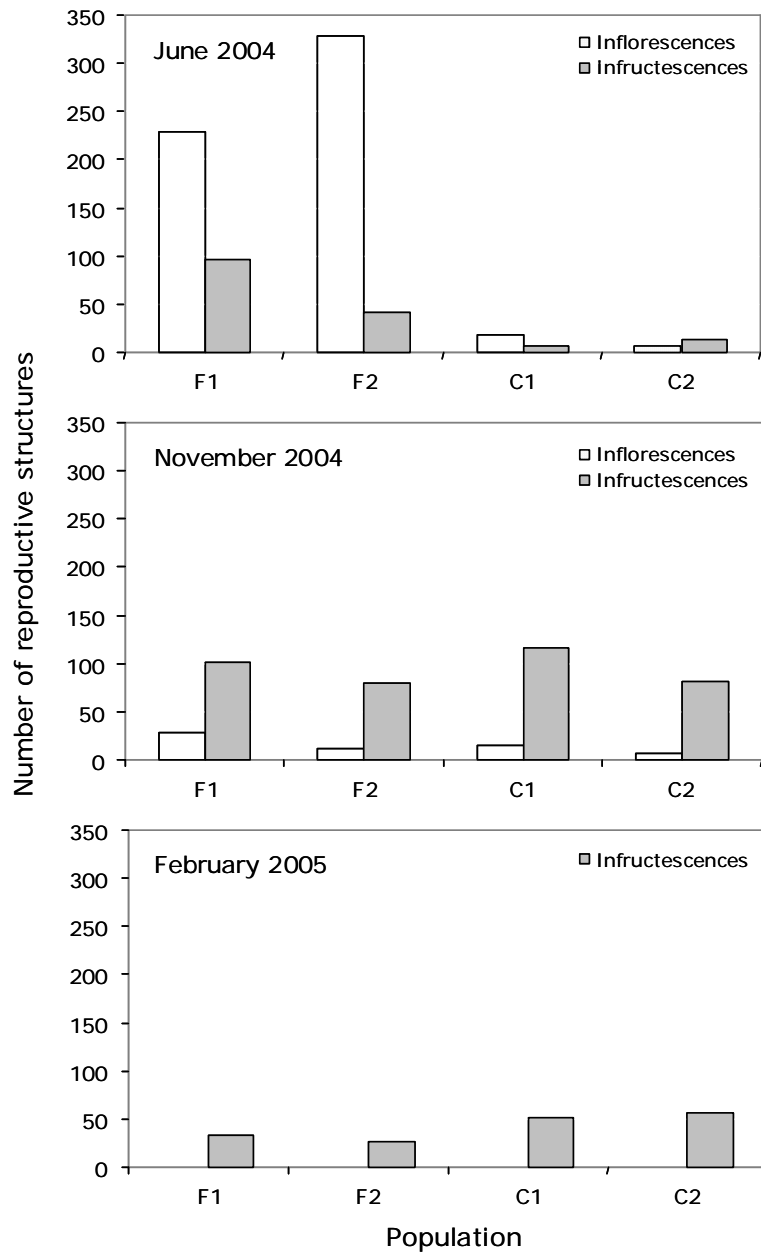 Number of reproductive structures
June 2004
Inflorescences
Infructescences
350
300
250
200
150
100
50
0
F1 F2 C1 C2
November 2004
Inflorescences
Infructescences
350
300
250
200
150
100
50
0
F1 F2 C1 C2
February 2005
Infructescences
350
300
250
200
150
100
50
0
F1 F2 C1 C2
Population